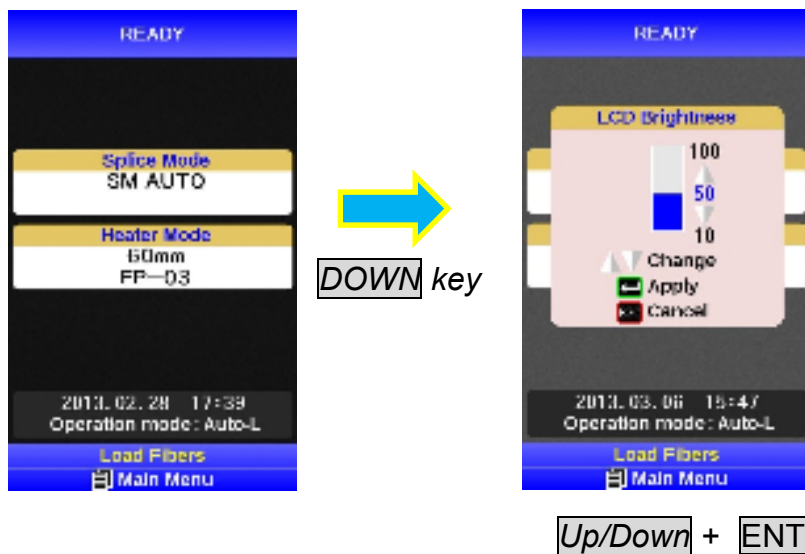 READY
Splice Mode
SM AUTO
Heater Mode
60mm
FP-03
2013.02.28 17:39
Operation mode: Auto-L
Load Fibers
Main Menu
DOWN key
READY
LCD Brightness
100
50
10
Change
Apply
Cancel
2013.03.06 15:47
Operation mode: Auto-L
Load Fibers
Main Menu
Up/Down + ENT